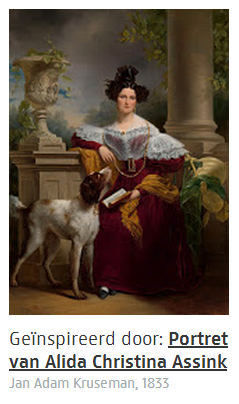 Geïnspireerd door: Portret
van Alida Christina Assink
Jan Adam Kruseman, 1833